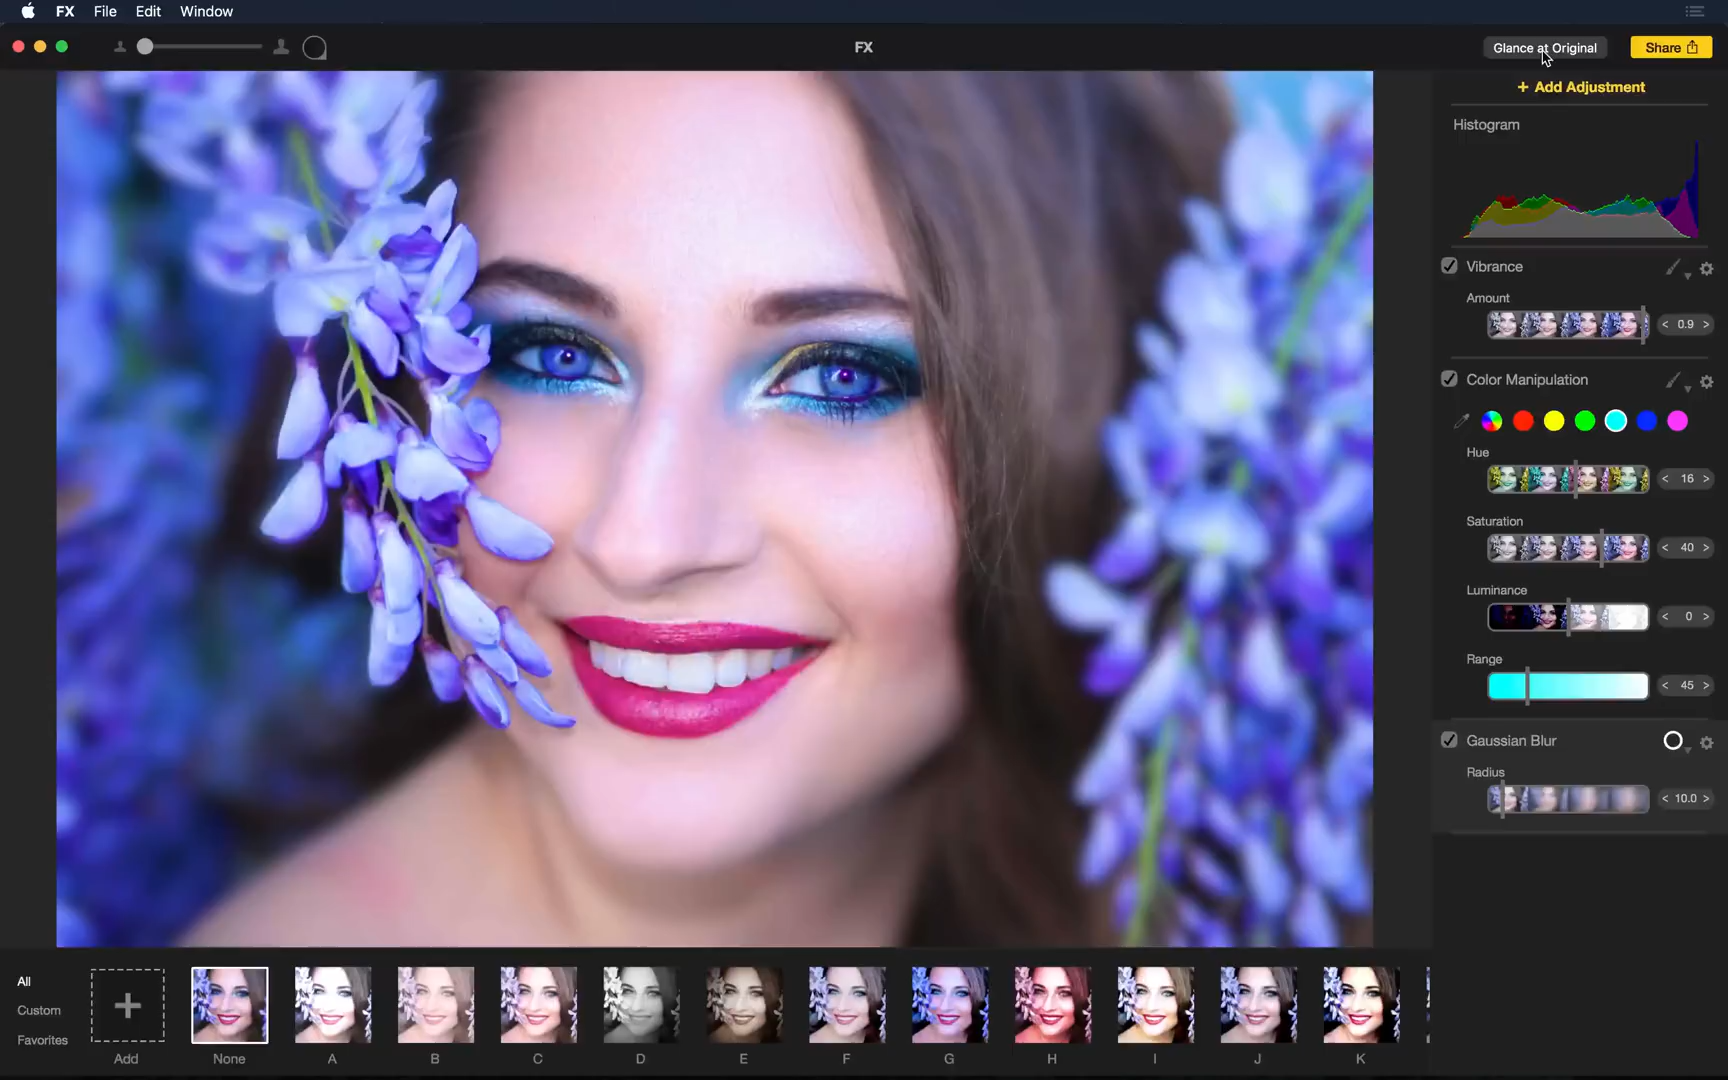 FX File Edit Window
FX
Glance at Original
Share
+ Add Adjustment
Histogram
Vibrance
Amount
< 0.9 >
Color Manipulation
Hue
< 16 >
Saturation
< 40 >
Luminance
< 0 >
Range
< 45 >
Gaussian Blur
Radius
< 10.0 >
All
Custom
Favorites
Add None A B C D E F G H I J K